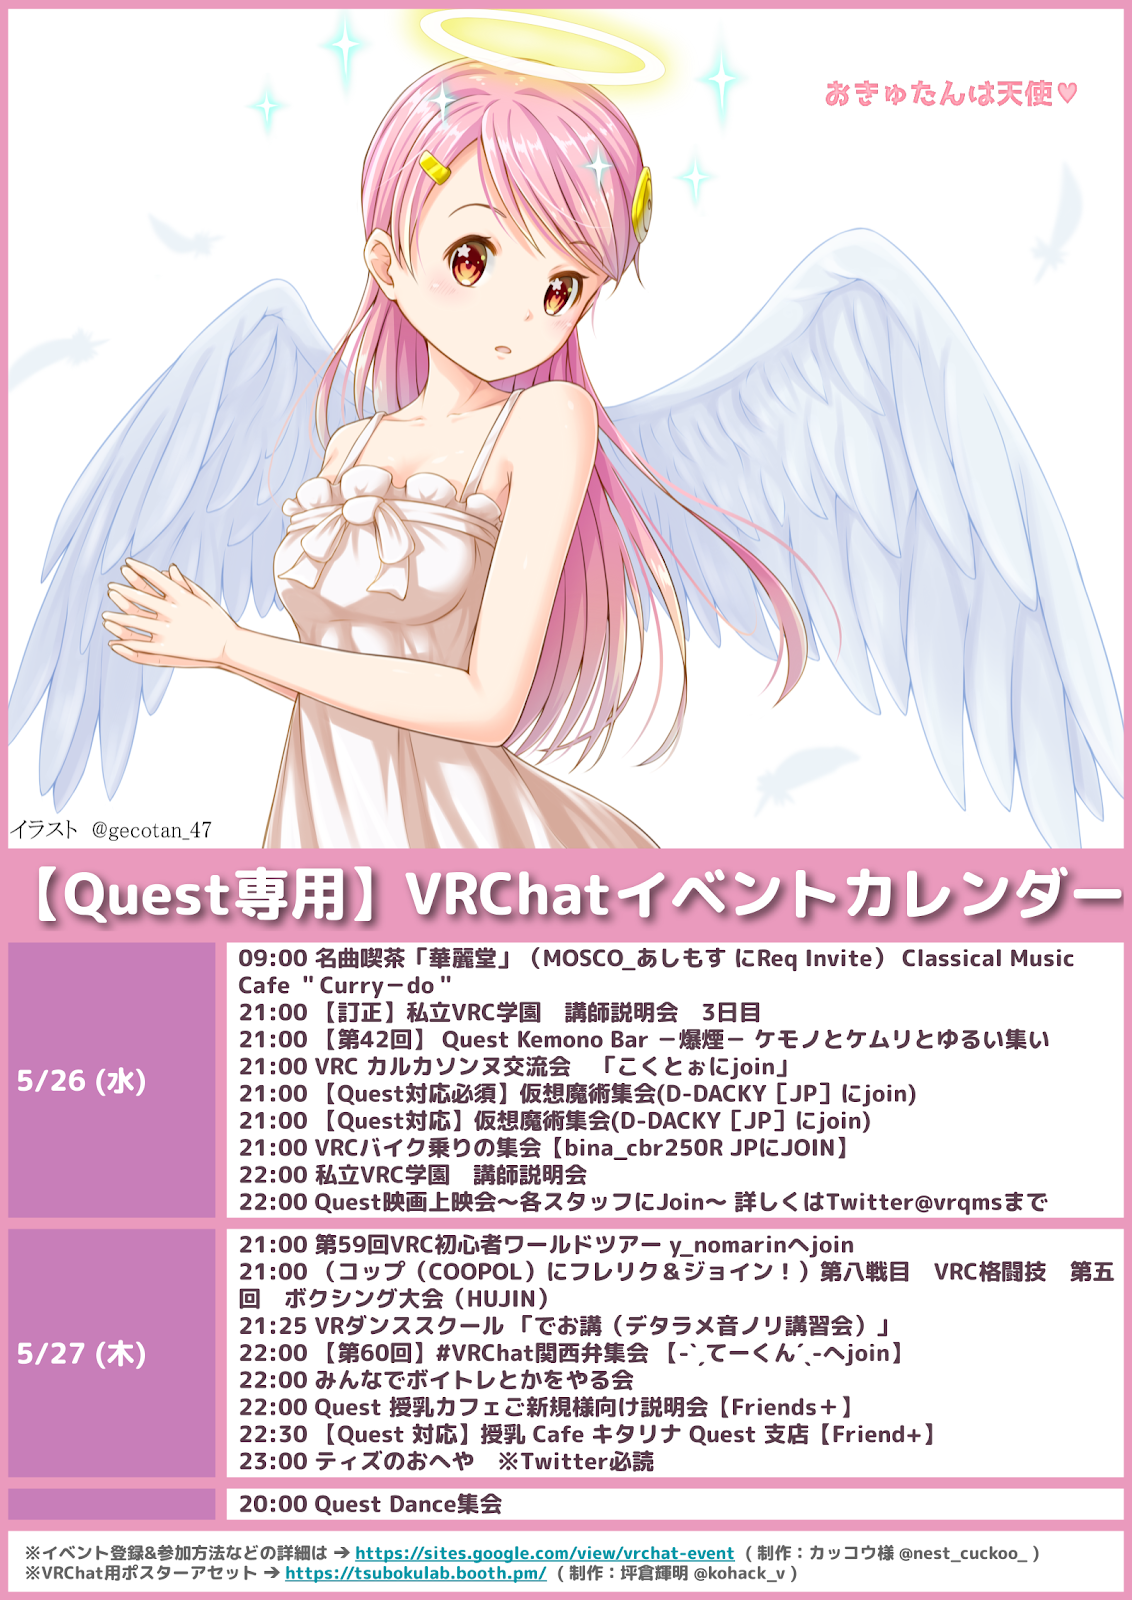 おきゅたんは天使♥
イラスト @gecotan_47
【Quest専用】VRChatイベントカレンダー
5/26 (水)
09:00 名曲喫茶「華麗堂」（MOSCO_あしもす にReq Invite） Classical Music
Cafe ＂Curryーdo＂
21:00 【訂正】私立VRC学園　講師説明会　3日目
21:00 【第42回】 Quest Kemono Bar －爆煙－ ケモノとケムリとゆるい集い
21:00 VRC カルカソンヌ交流会　「こくとぉにjoin」
21:00 【Quest対応必須】仮想魔術集会(D-DACKY［JP］にjoin)
21:00 【Quest対応】仮想魔術集会(D-DACKY［JP］にjoin)
21:00 VRCバイク乗りの集会【bina_cbr250R JPにJOIN】
22:00 私立VRC学園　講師説明会
22:00 Quest映画上映会～各スタッフにJoin～ 詳しくはTwitter@vrqmsまで
5/27 (木)
21:00 第59回VRC初心者ワールドツアー y_nomarinへjoin
21:00 （コップ（COOPOL）にフレリク＆ジョイン！）第八戦目　VRC格闘技　第五
回　ボクシング大会（HUJIN）
21:25 VRダンススクール 「でお講（デタラメ音ノリ講習会）」
22:00 【第60回】#VRChat関西弁集会 【-ˋˏてーくんˊˎ-へjoin】
22:00 みんなでボイトレとかをやる会
22:00 Quest 授乳カフェご新規様向け説明会【Friends＋】
22:30 【Quest 対応】授乳 Cafe キタリナ Quest 支店【Friend+】
23:00 ティズのおへや　※Twitter必読
20:00 Quest Dance集会
※イベント登録&参加方法などの詳細は ➔ https://sites.google.com/view/vrchat-event （ 制作：カッコウ様 @nest_cuckoo_ ）
※VRChat用ポスターアセット ➔ https://tsubokulab.booth.pm/ （ 制作：坪倉輝明 @kohack_v ）